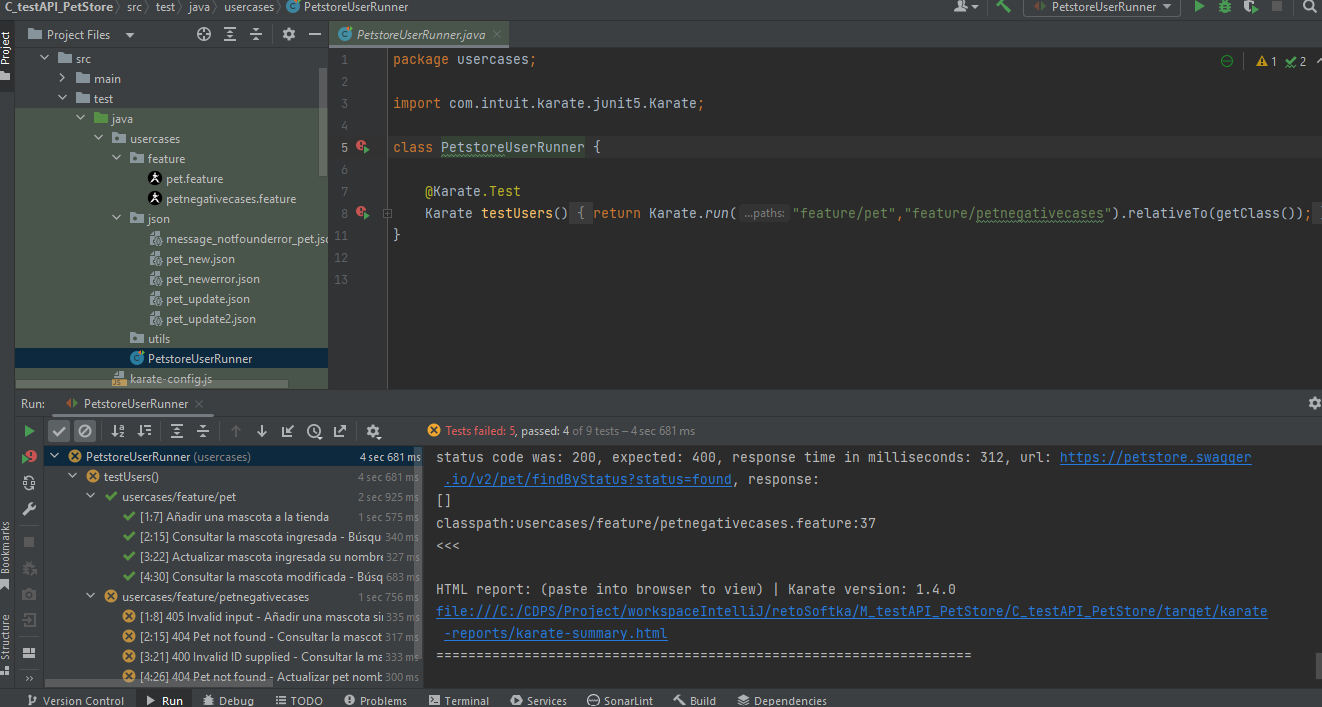 C_testAPI_PetStore src test java usercases PetstoreUserRunner
PetstoreUserRunner
Project
Project Files
PetstoreUserRunner.java
src
main
test
java
usercases
feature
pet.feature
petnegativecases.feature
json
message_notfounderror_pet.jsc
pet_new.json
pet_newerror.json
pet_update.json
pet_update2.json
utils
PetstoreUserRunner
karate-config.js
1 package usercases;
2
3 import com.intuit.karate.junit5.Karate;
4
5 class PetstoreUserRunner {
6
7 @Karate.Test
8 Karate testUsers() { return Karate.run( ...paths: "feature/pet","feature/petnegativecases").relativeTo(getClass());
11 }
12
13
1 2
Run: PetstoreUserRunner
Tests failed: 5, passed: 4 of 9 tests – 4 sec 681 ms
PetstoreUserRunner (usercases) 4 sec 681 ms
testUsers() 4 sec 681 ms
usercases/feature/pet 2 sec 925 ms
[1:7] Añadir una mascota a la tienda 1 sec 575 ms
[2:15] Consultar la mascota ingresada - Búsqu 340 ms
[3:22] Actualizar mascota ingresada su nombre 327 ms
[4:30] Consultar la mascota modificada - Búsq 683 ms
usercases/feature/petnegativecases 1 sec 756 ms
[1:8] 405 Invalid input - Añadir una mascota si 335 ms
[2:15] 404 Pet not found - Consultar la mascot 317 ms
[3:21] 400 Invalid ID supplied - Consultar la ma 333 ms
[4:26] 404 Pet not found - Actualizar pet nomb 300 ms
status code was: 200, expected: 400, response time in milliseconds: 312, url: https://petstore.swagger
.io/v2/pet/findByStatus?status=found, response:
[]
classpath:usercases/feature/petnegativecases.feature:37
<<<
HTML report: (paste into browser to view) | Karate version: 1.4.0
file:///C:/CDPS/Project/workspaceIntelliJ/retoSoftka/M_testAPI_PetStore/C_testAPI_PetStore/target/karate
-reports/karate-summary.html
===================================================================
Bookmarks
Structure
Version Control Run Debug TODO Problems Terminal Services SonarLint Build Dependencies